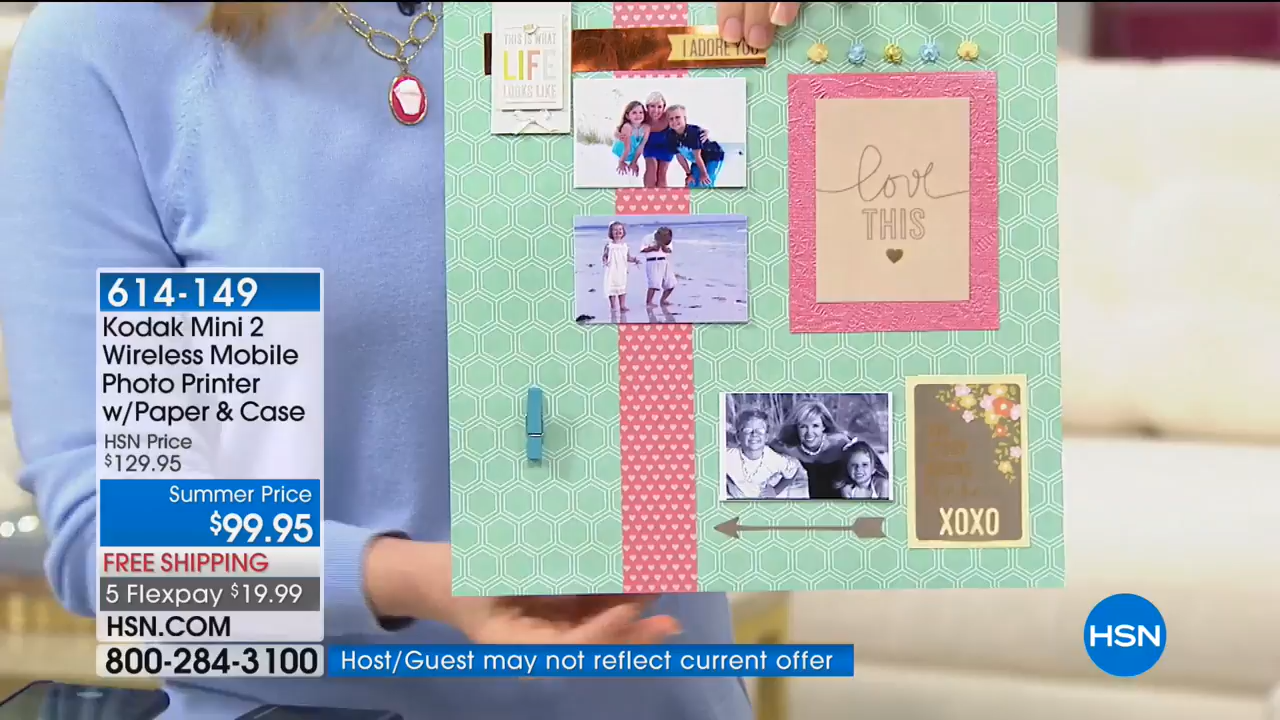 THIS IS WHAT
LIFE
LOOKS LIKE
I ADORE YOU
love
THIS
XOXO
614-149
Kodak Mini 2
Wireless Mobile
Photo Printer
w/Paper & Case
HSN Price
$129.95
Summer Price
$99.95
FREE SHIPPING
5 Flexpay $19.99
HSN.COM
800-284-3100
Host/Guest may not reflect current offer
HSN